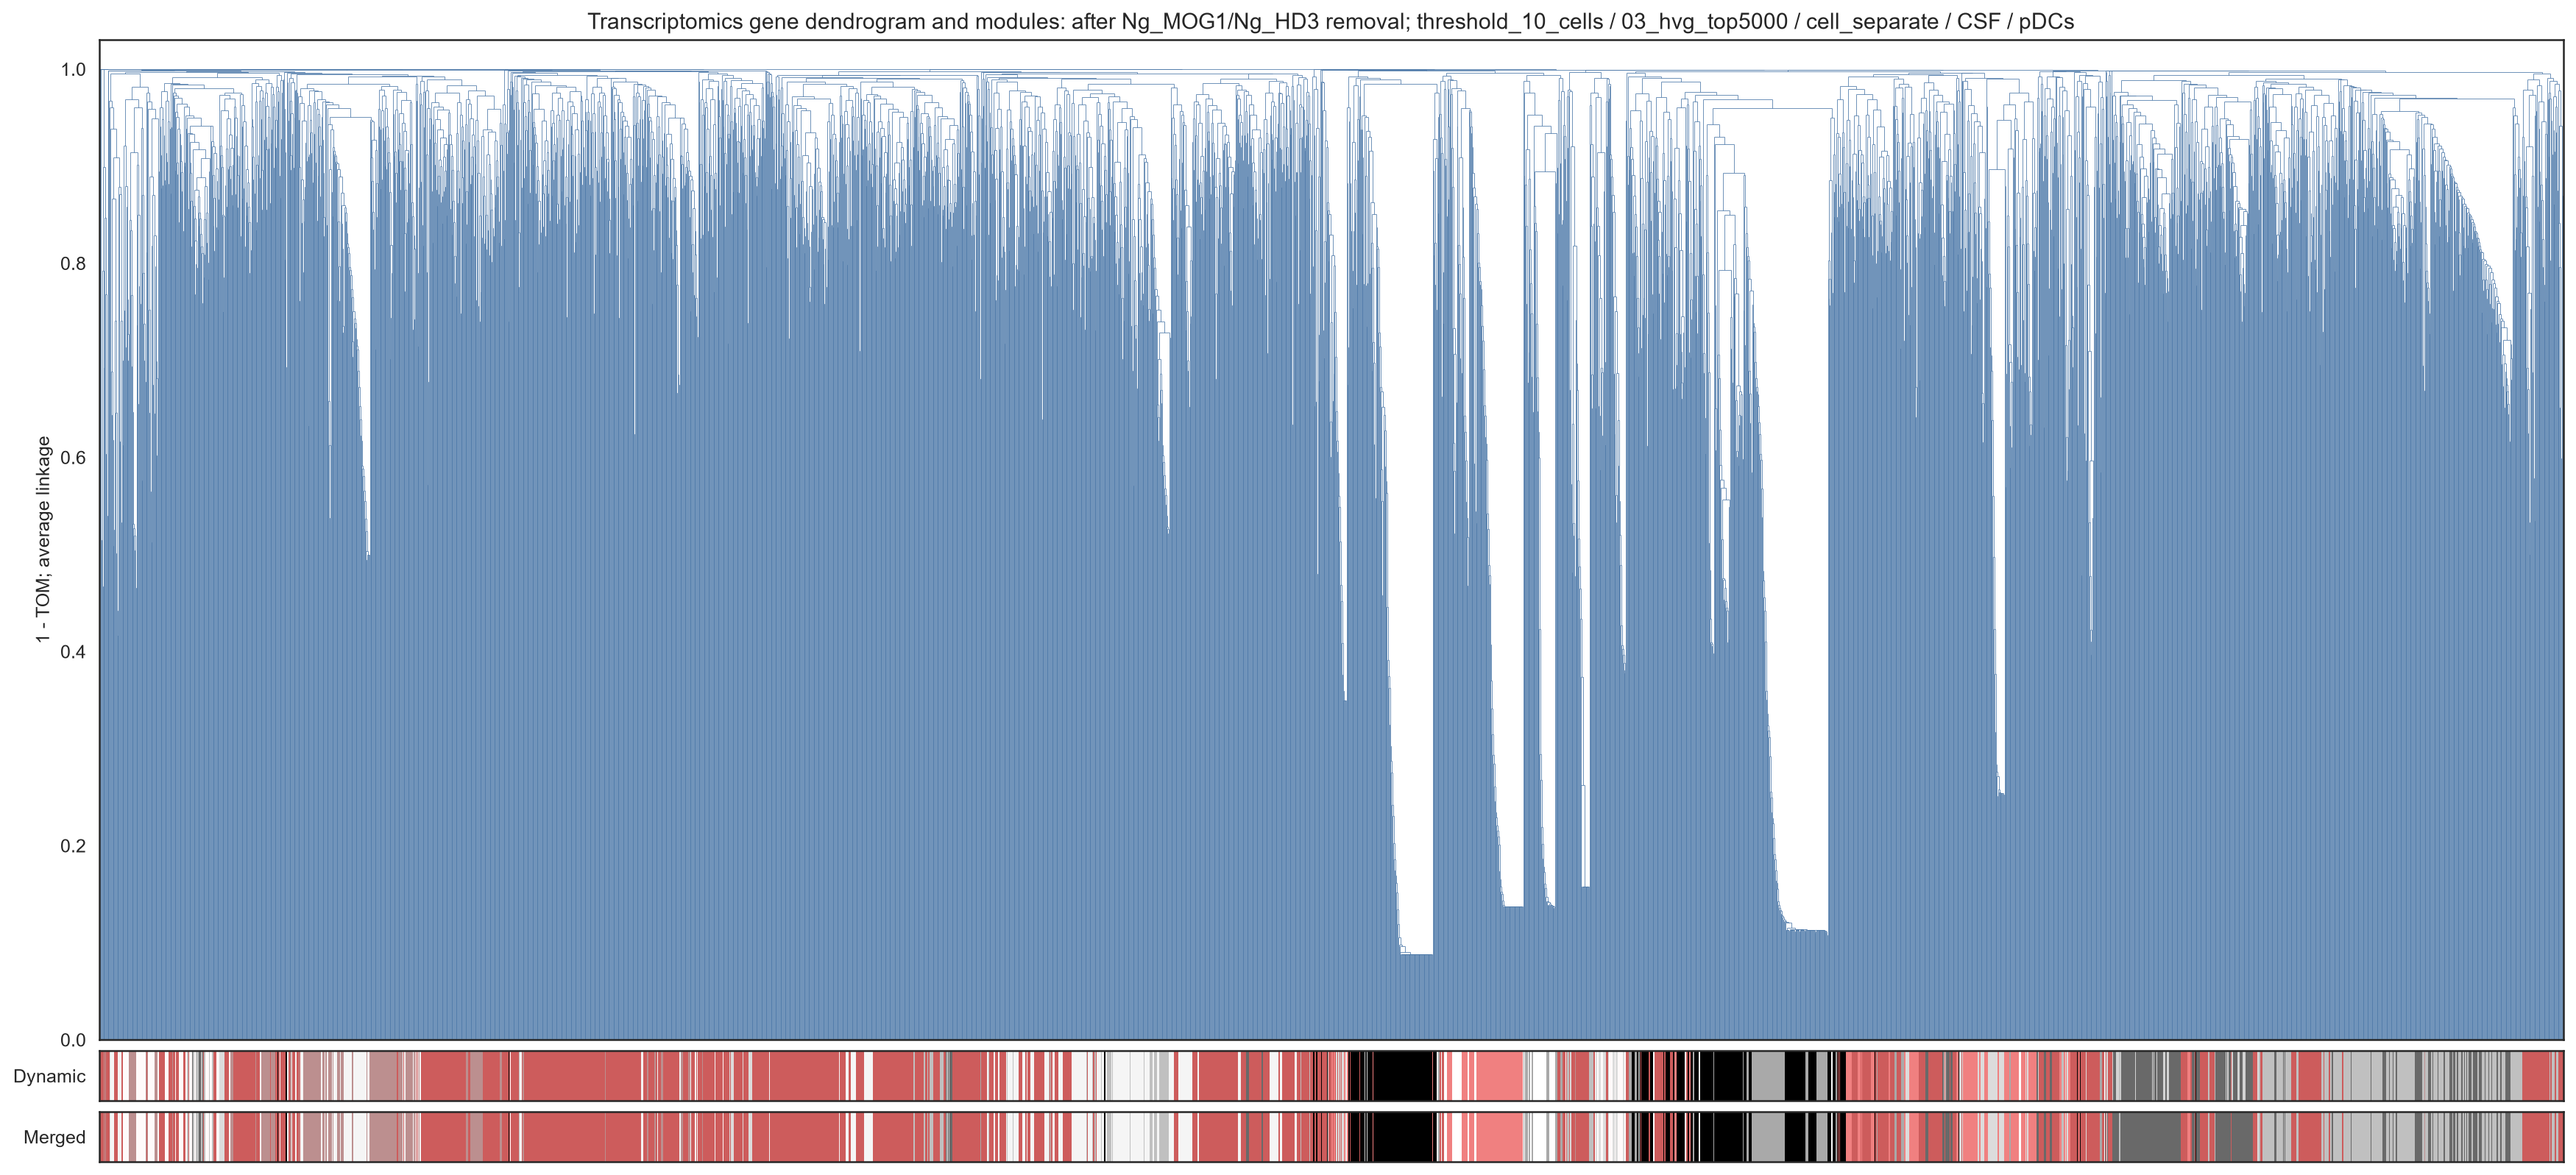 Transcriptomics gene dendrogram and modules: after Ng_MOG1/Ng_HD3 removal; threshold_10_cells / 03_hvg_top5000 / cell_separate / CSF / pDCs
1.0
0.8
0.6
0.4
0.2
0.0
1 - TOM; average linkage
Dynamic
Merged